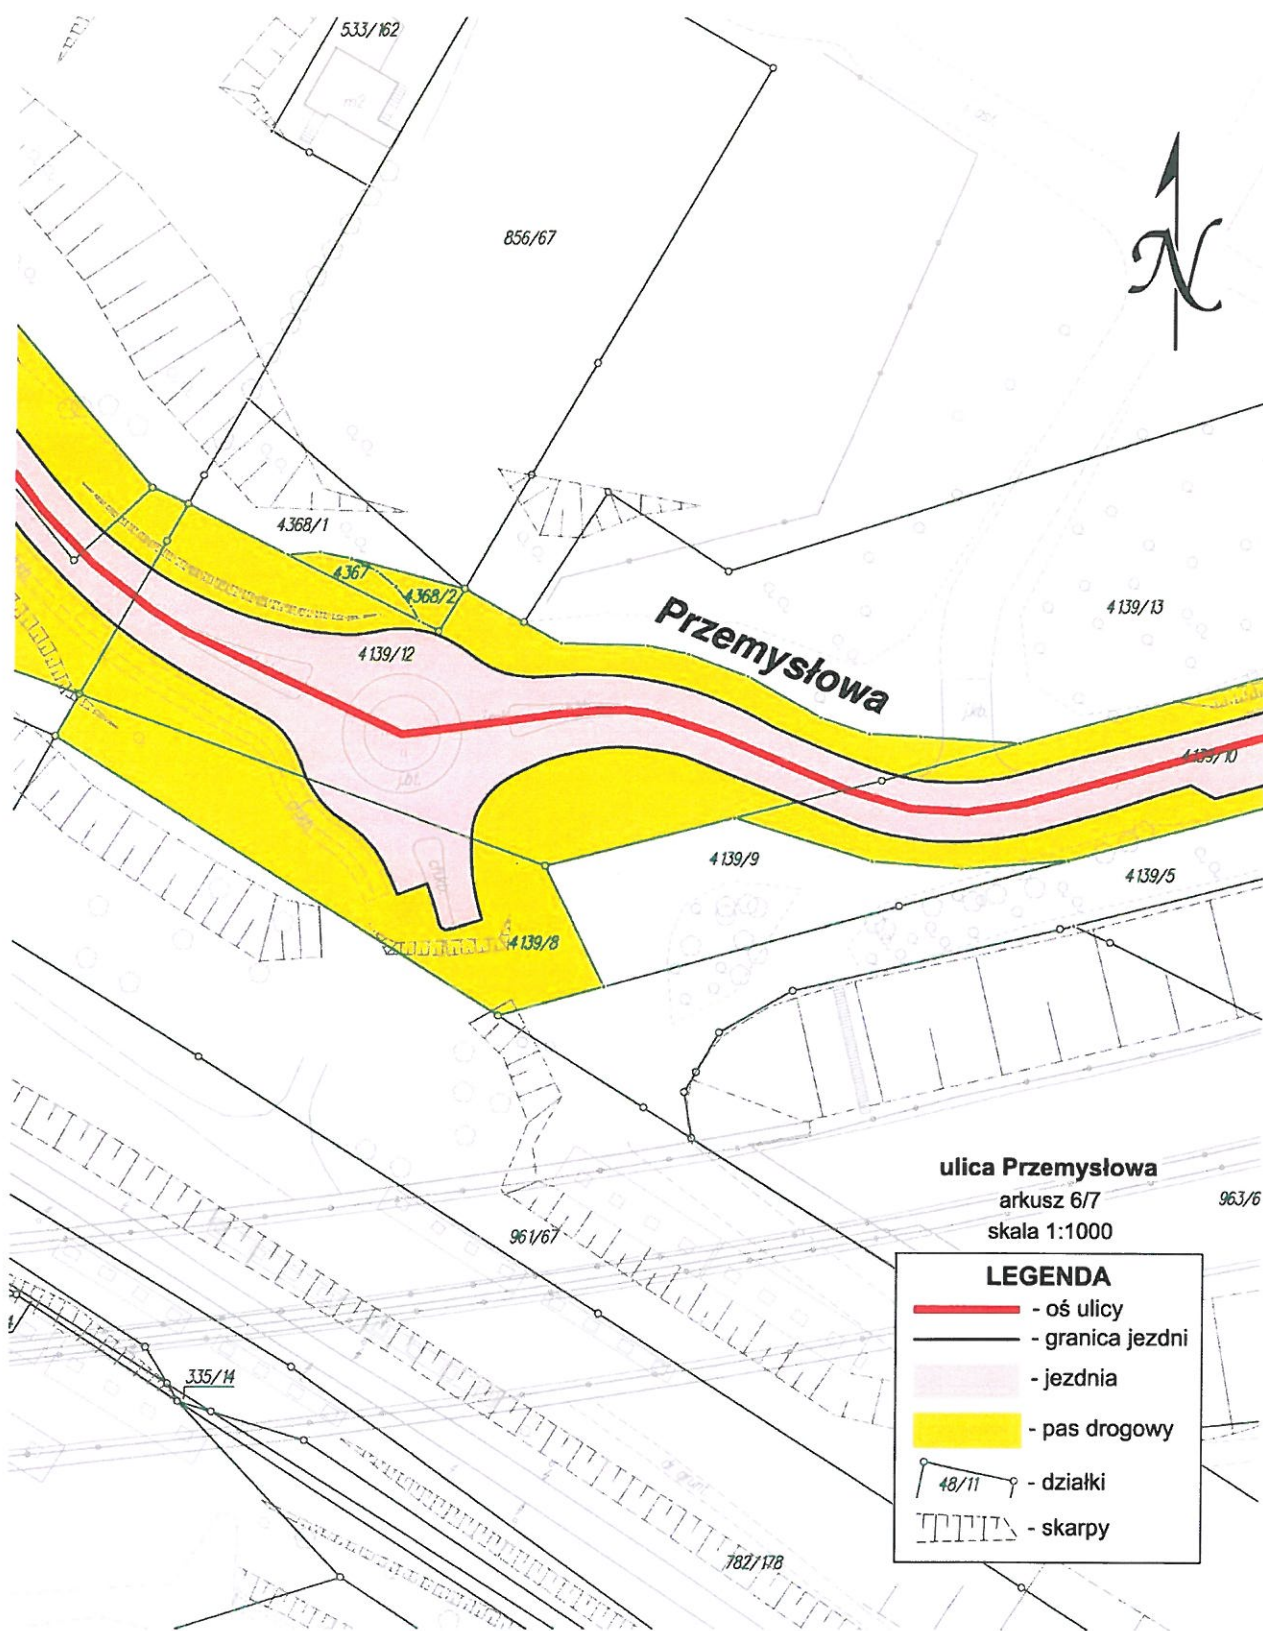 533/162
856/67
N
4368/1
4367
4368/2
4139/12
Przemysłowa
4139/13
4139/10
4139/9
4139/5
4139/8
ulica Przemysłowa
arkusz 6/7
skala 1:1000
963/6
961/67
335/14
782/178
LEGENDA
- oś ulicy
- granica jezdni
- jezdnia
- pas drogowy
48/11 - działki
- skarpy